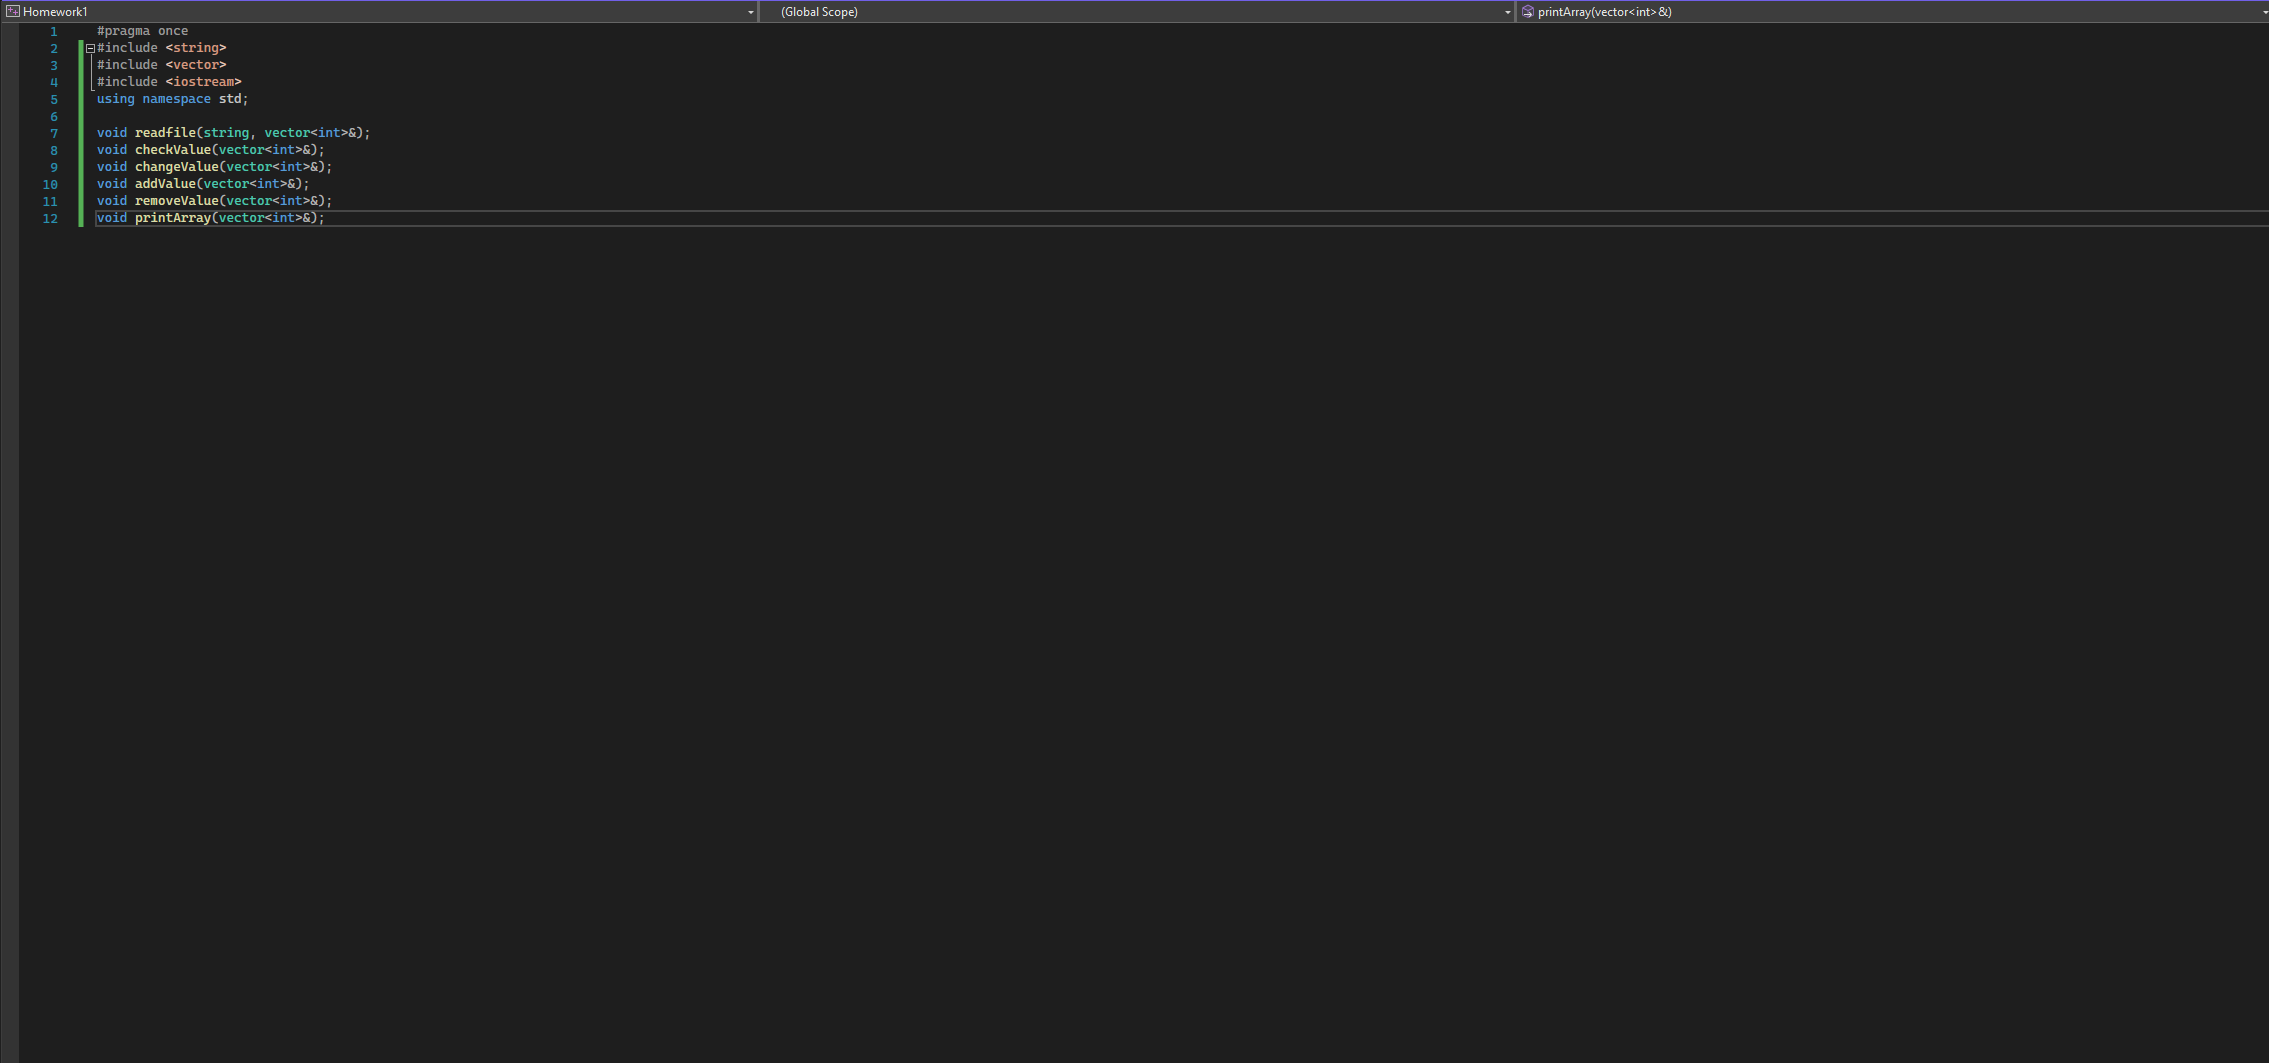 Homework1 (Global Scope) printArray(vector<int>&)
1 #pragma once
2 #include <string>
3 #include <vector>
4 #include <iostream>
5 using namespace std;
6
7 void readfile(string, vector<int>&);
8 void checkValue(vector<int>&);
9 void changeValue(vector<int>&);
10 void addValue(vector<int>&);
11 void removeValue(vector<int>&);
12 void printArray(vector<int>&);